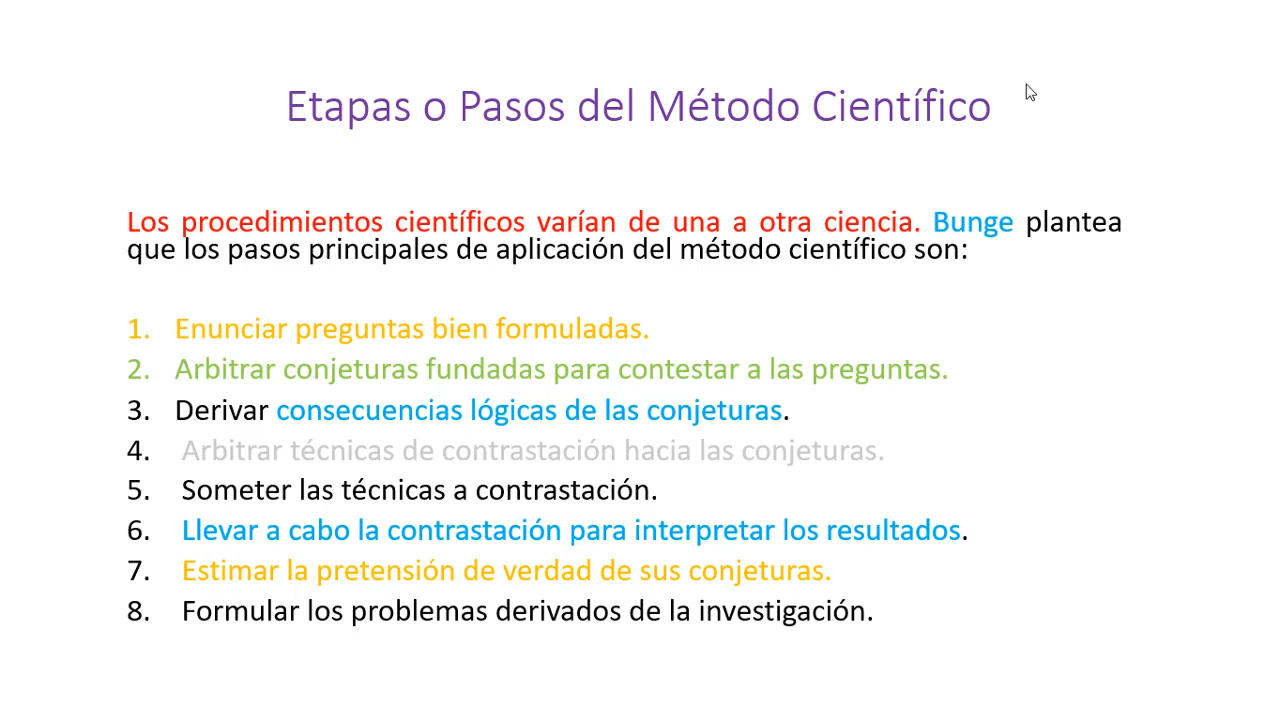 Etapas o Pasos del Método Científico
Los procedimientos científicos varían de una a otra ciencia. Bunge plantea
que los pasos principales de aplicación del método científico son:
1. Enunciar preguntas bien formuladas.
2. Arbitrar conjeturas fundadas para contestar a las preguntas.
3. Derivar consecuencias lógicas de las conjeturas.
4. Arbitrar técnicas de contrastación hacia las conjeturas.
5. Someter las técnicas a contrastación.
6. Llevar a cabo la contrastación para interpretar los resultados.
7. Estimar la pretensión de verdad de sus conjeturas.
8. Formular los problemas derivados de la investigación.